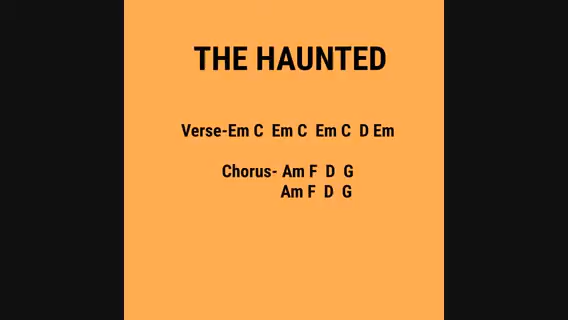 THE HAUNTED
Verse-Em C  Em C  Em C  D Em
Chorus- Am F  D  G
Am F  D  G